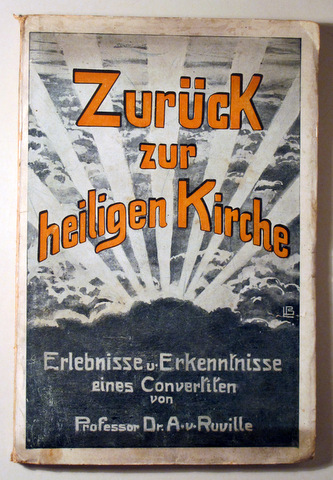 Zurück
zur
heiligen Kirche
Erlebnisse u. Erkenntnisse
eines Convertiten
von
Professor Dr. A. v. Ruville